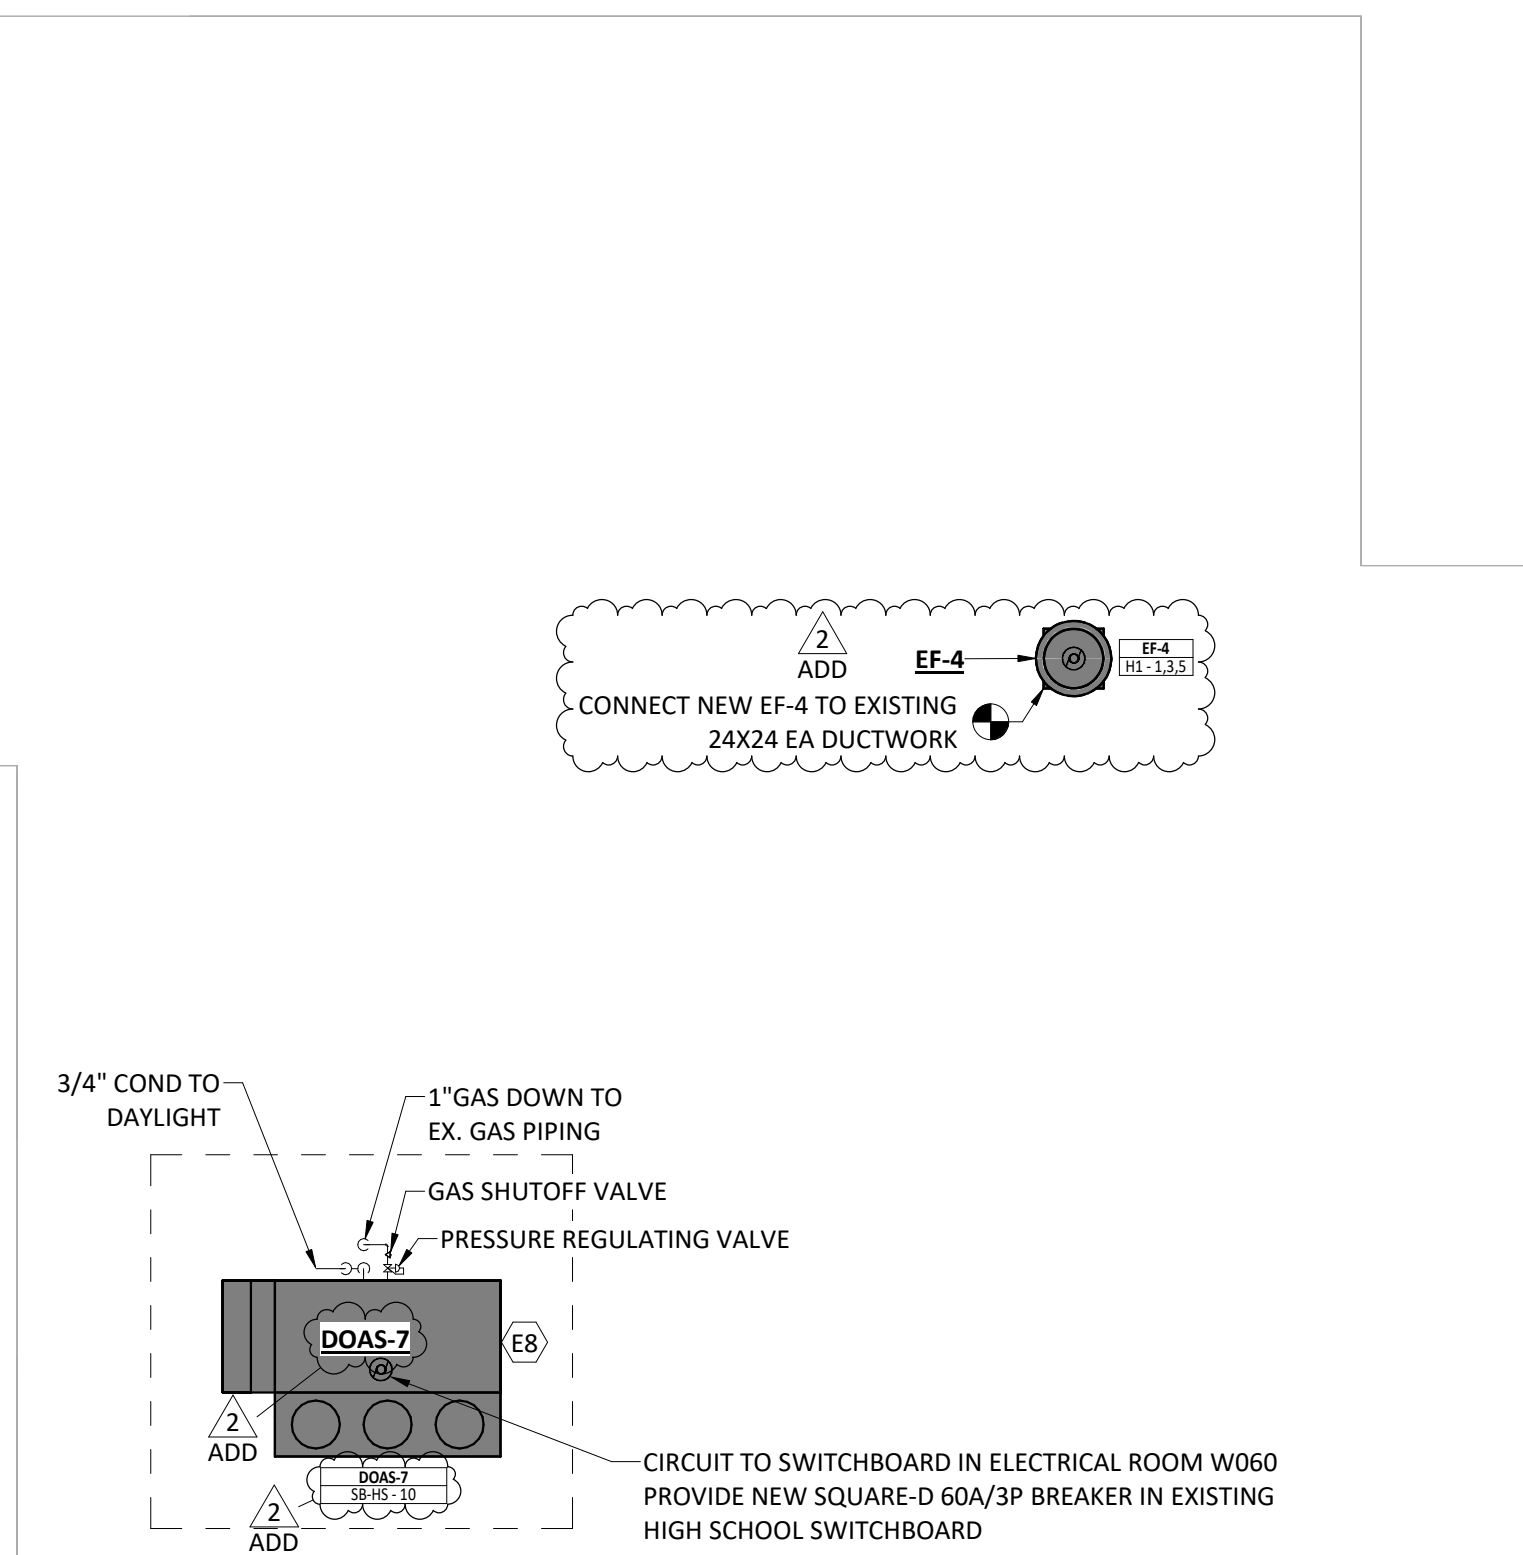 2
ADD
EF-4
EF-4
H1 - 1,3,5
CONNECT NEW EF-4 TO EXISTING
24X24 EA DUCTWORK
3/4" COND TO
DAYLIGHT
1"GAS DOWN TO
EX. GAS PIPING
GAS SHUTOFF VALVE
PRESSURE REGULATING VALVE
DOAS-7
E8
2
ADD
DOAS-7
SB-HS - 10
2
ADD
CIRCUIT TO SWITCHBOARD IN ELECTRICAL ROOM W060
PROVIDE NEW SQUARE-D 60A/3P BREAKER IN EXISTING
HIGH SCHOOL SWITCHBOARD